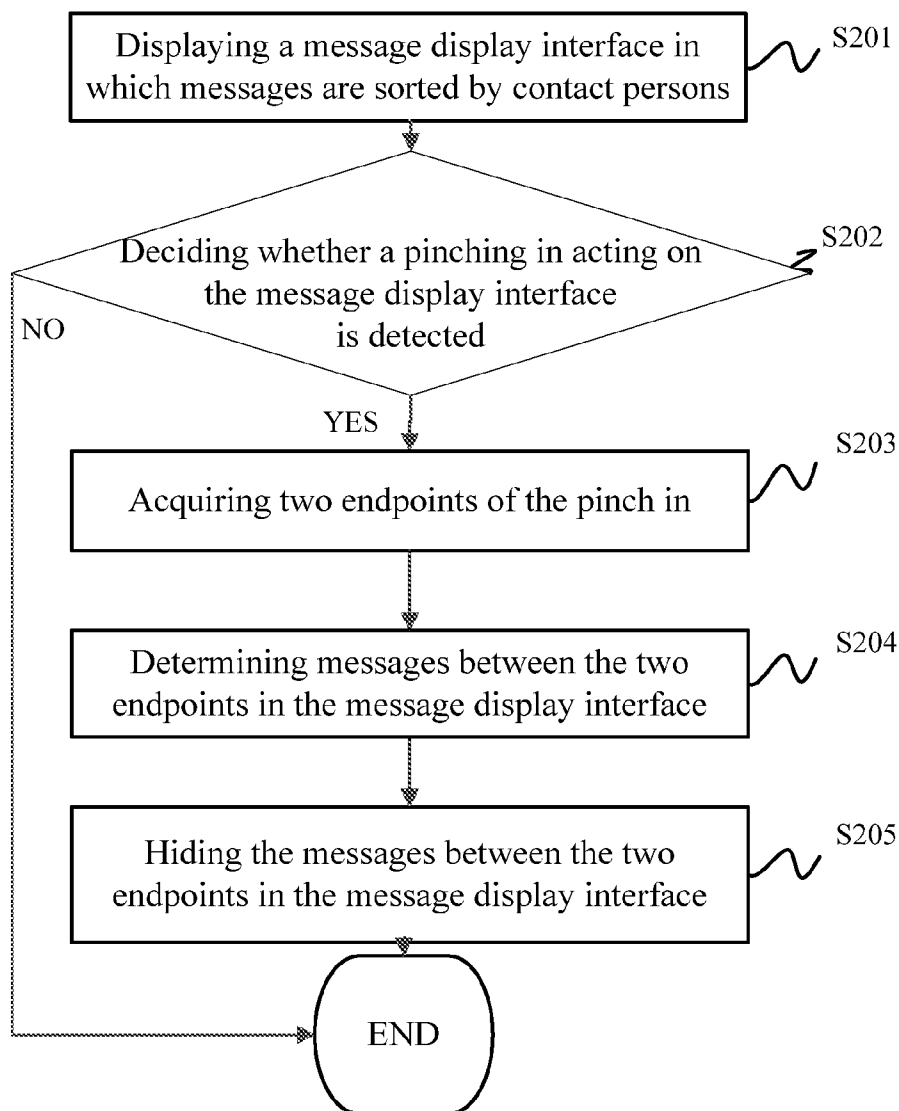 Displaying a message display interface in
which messages are sorted by contact persons
S201
Deciding whether a pinching in acting on
the message display interface
is detected
S202
NO
YES
Acquiring two endpoints of the pinch in
S203
Determining messages between the two
endpoints in the message display interface
S204
Hiding the messages between the two
endpoints in the message display interface
S205
END